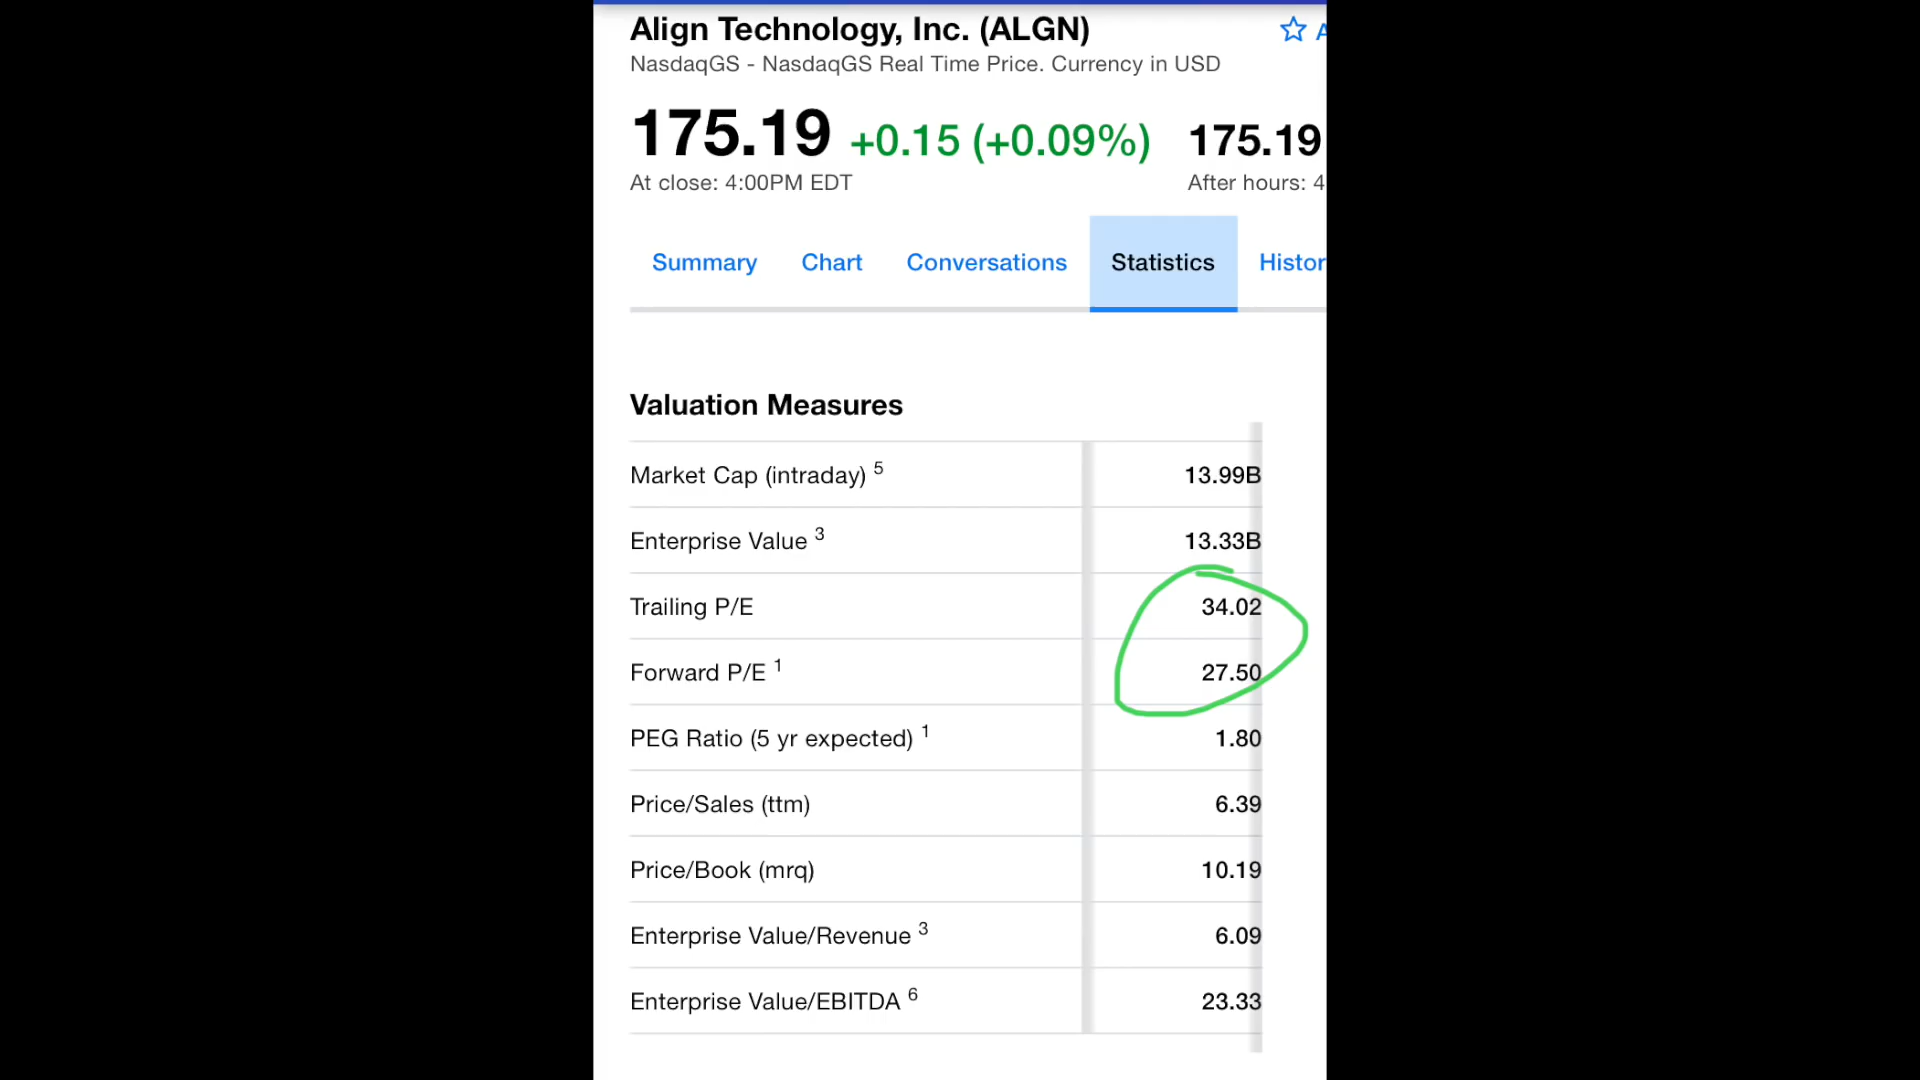 Align Technology, Inc. (ALGN)
NasdaqGS - NasdaqGS Real Time Price. Currency in USD
175.19 +0.15 (+0.09%) 175.19
At close: 4:00PM EDT After hours: 4
Summary Chart Conversations Statistics Histor
Valuation Measures
Market Cap (intraday) 5 13.99B
Enterprise Value 3 13.33B
Trailing P/E 34.02
Forward P/E 1 27.50
PEG Ratio (5 yr expected) 1 1.80
Price/Sales (ttm) 6.39
Price/Book (mrq) 10.19
Enterprise Value/Revenue 3 6.09
Enterprise Value/EBITDA 6 23.33